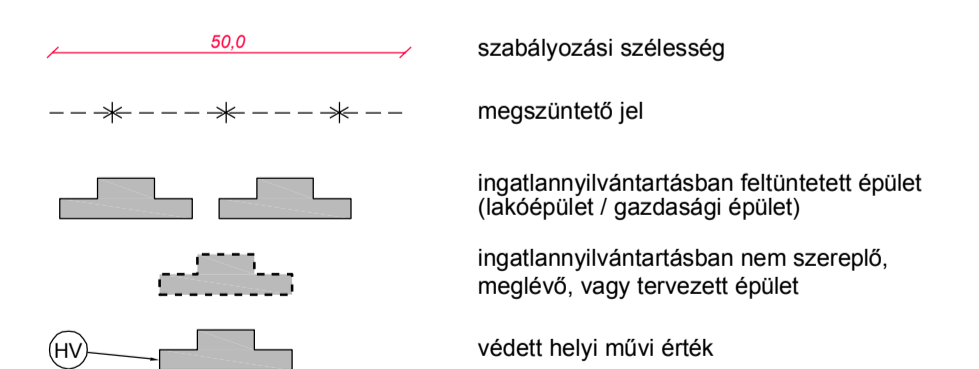 50,0
szabályozási szélesség
megszüntető jel
ingatlannyilvántartásban feltüntetett épület
(lakóépület / gazdasági épület)
ingatlannyilvántartásban nem szereplő,
meglévő, vagy tervezett épület
HV
védett helyi művi érték